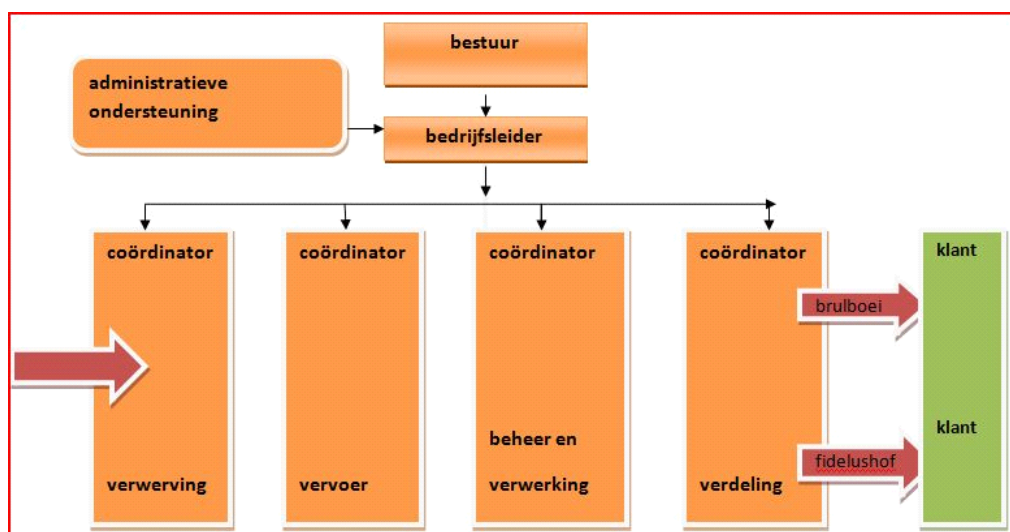 bestuur
administratieve
ondersteuning
bedrijfsleider
coördinator
verwerving
coördinator
vervoer
coördinator
beheer en
verwerking
coördinator
verdeling
brulboei
fidelushof
klant
klant